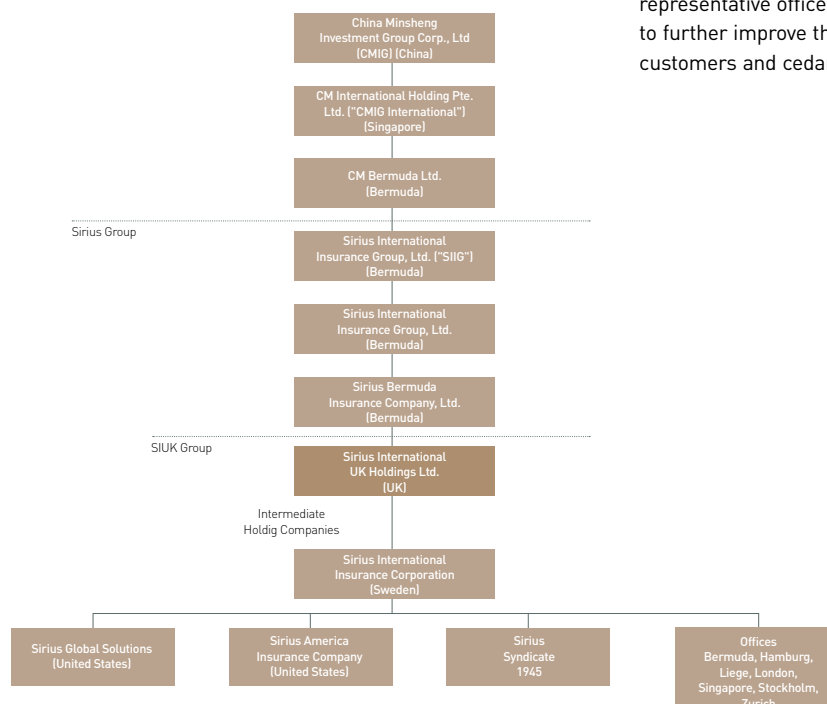 representative office
to further improve th
customers and ceda
China Minsheng
Investment Group Corp., Ltd
(CMIG) (China)
CM International Holding Pte.
Ltd. ("CMIG International")
(Singapore)
CM Bermuda Ltd.
(Bermuda)
Sirius Group
Sirius International
Insurance Group, Ltd. ("SIIG")
(Bermuda)
Sirius International
Insurance Group, Ltd.
(Bermuda)
Sirius Bermuda
Insurance Company, Ltd.
(Bermuda)
SIUK Group
Sirius International
UK Holdings Ltd.
(UK)
Intermediate
Holdig Companies
Sirius International
Insurance Corporation
(Sweden)
Sirius Global Solutions
(United States)
Sirius America
Insurance Company
(United States)
Sirius
Syndicate
1945
Offices
Bermuda, Hamburg,
Liege, London,
Singapore, Stockholm,
Zurich